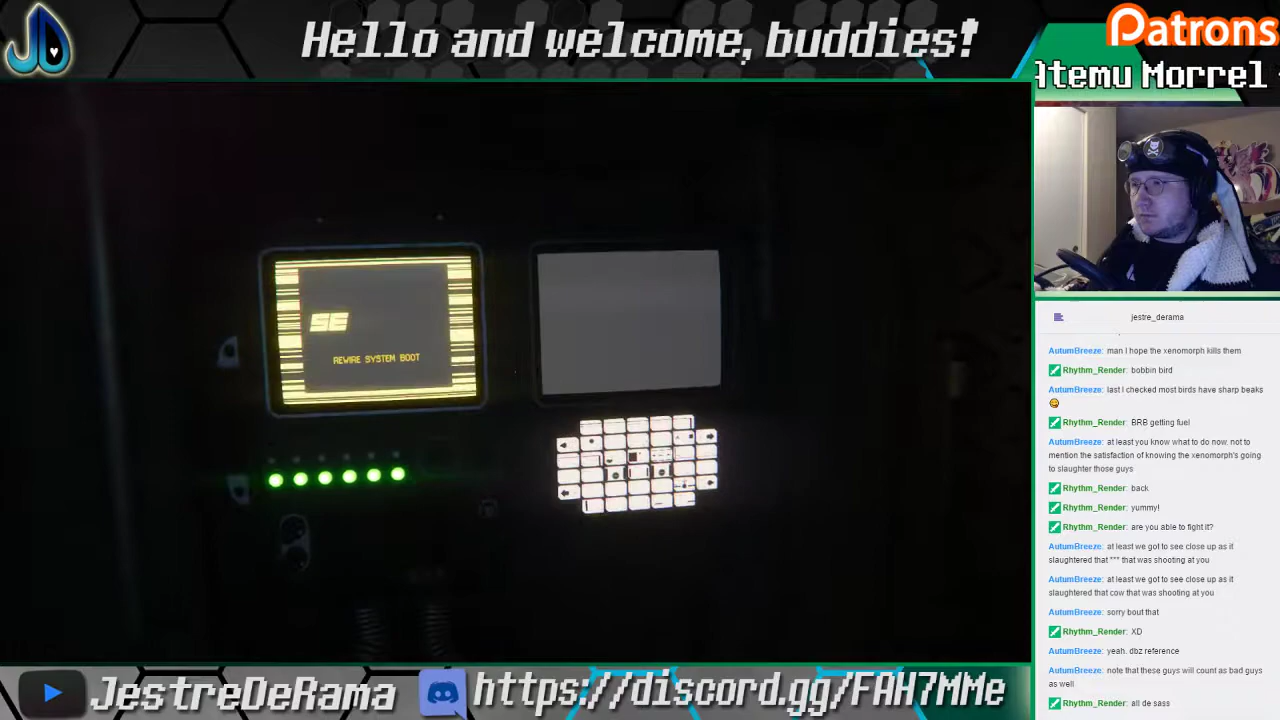 Hello and welcome, buddies!
Patrons
Atemu Morrel
JD
SE
REWIRE SYSTEM BOOT
jestre_derama
AutumBreeze: man I hope the xenomorph kills them
Rhythm_Render: bobbin bird
AutumBreeze: last I checked most birds have sharp beaks
Rhythm_Render: BRB getting fuel
AutumBreeze: at least you know what to do now. not to
mention the satisfaction of knowing the xenomorph's going
to slaughter those guys
Rhythm_Render: back
Rhythm_Render: yummy!
Rhythm_Render: are you able to fight it?
AutumBreeze: at least we got to see close up as it
slaughtered that *** that was shooting at you
AutumBreeze: at least we got to see close up as it
slaughtered that cow that was shooting at you
AutumBreeze: sorry bout that
Rhythm_Render: XD
AutumBreeze: yeah. dbz reference
AutumBreeze: note that these guys will count as bad guys
as well
Rhythm_Render: all de sass
JestreDeRama
https://discord.gg/FAH7MMe